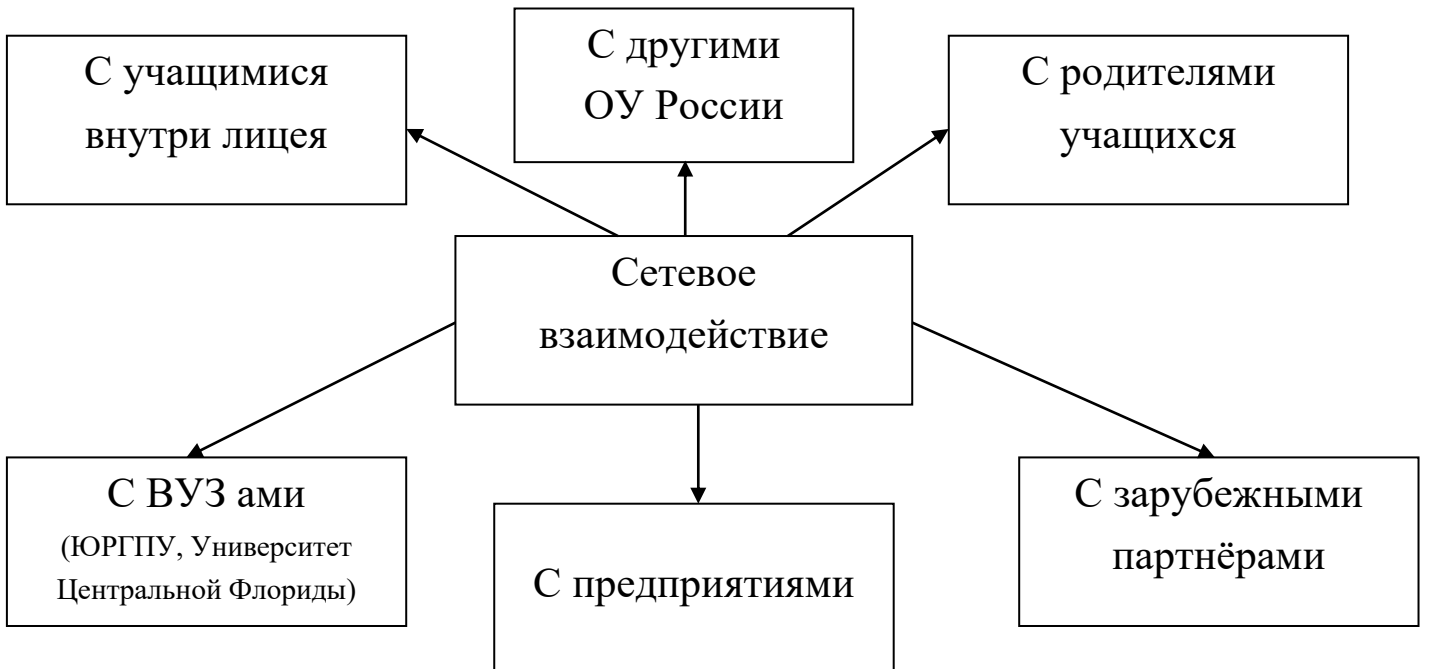 С учащимися
внутри лицея
С другими
ОУ России
С родителями
учащихся
Сетевое
взаимодействие
С ВУЗ ами
(ЮРГПУ, Университет
Центральной Флориды)
С предприятиями
С зарубежными
партнёрами